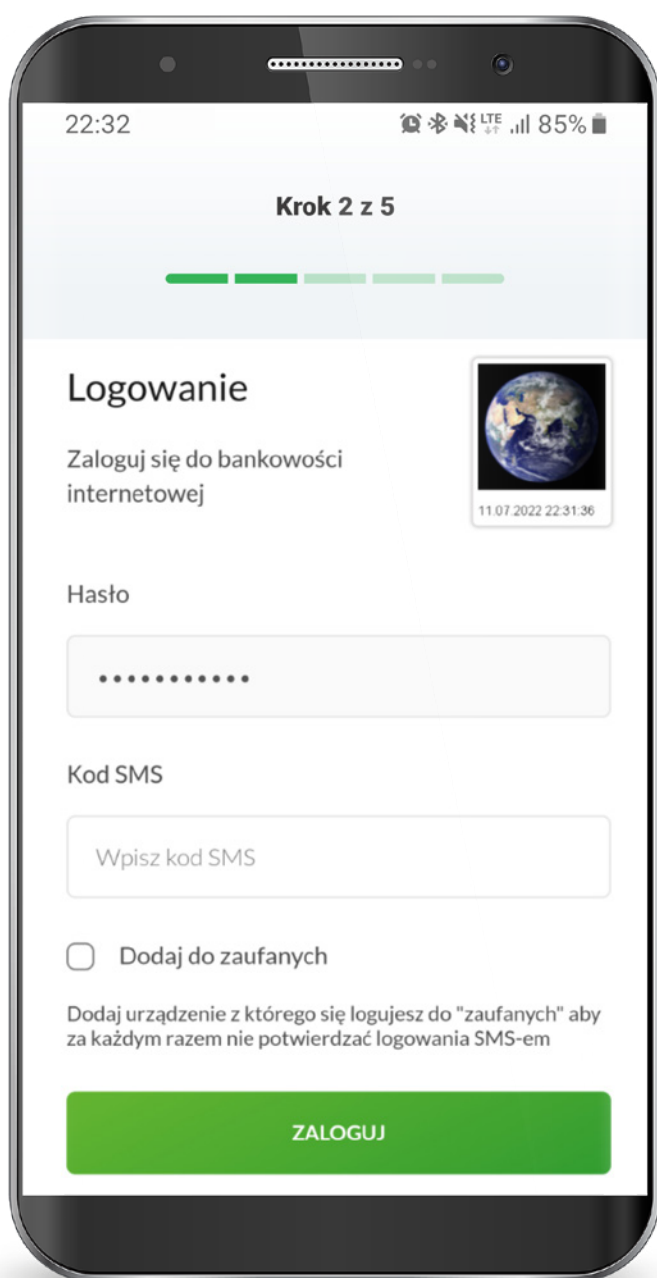 22:32
LTE 85%
Krok 2 z 5
Logowanie
Zaloguj się do bankowości
internetowej
11.07.2022 22:31:36
Hasło
•••••••••••
Kod SMS
Wpisz kod SMS
Dodaj do zaufanych
Dodaj urządzenie z którego się logujesz do "zaufanych" aby
za każdym razem nie potwierdzać logowania SMS-em
ZALOGUJ